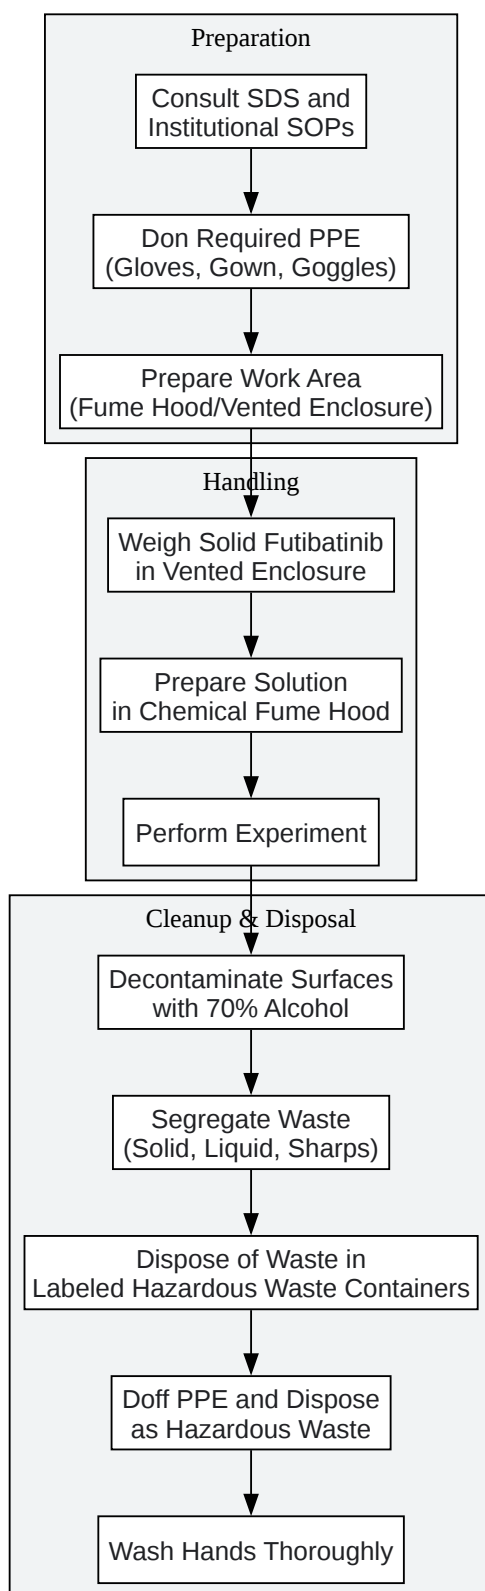 Preparation
Consult SDS and
Institutional SOPs
Don Required PPE
(Gloves, Gown, Goggles)
Prepare Work Area
(Fume Hood/Vented Enclosure)
Handling
Weigh Solid Futibatinib
in Vented Enclosure
Prepare Solution
in Chemical Fume Hood
Perform Experiment
Cleanup & Disposal
Decontaminate Surfaces
with 70% Alcohol
Segregate Waste
(Solid, Liquid, Sharps)
Dispose of Waste in
Labeled Hazardous Waste Containers
Doff PPE and Dispose
as Hazardous Waste
Wash Hands Thoroughly